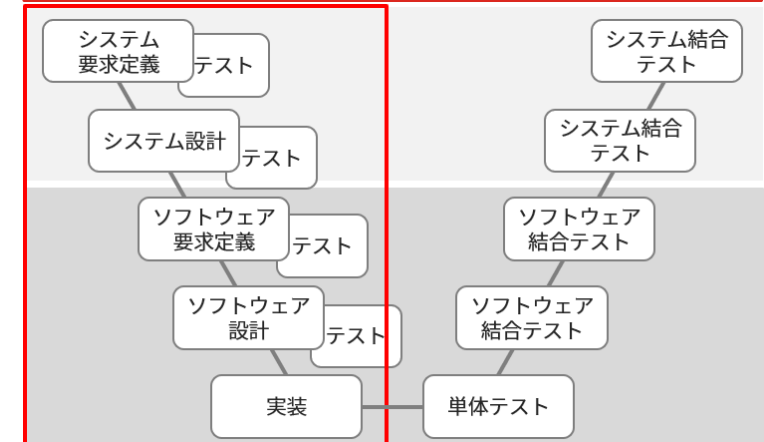 システム
要求定義
テスト
システム結合
テスト
システム設計
テスト
システム結合
テスト
ソフトウェア
要求定義
テスト
ソフトウェア
結合テスト
ソフトウェア
設計
テスト
ソフトウェア
結合テスト
実装
単体テスト